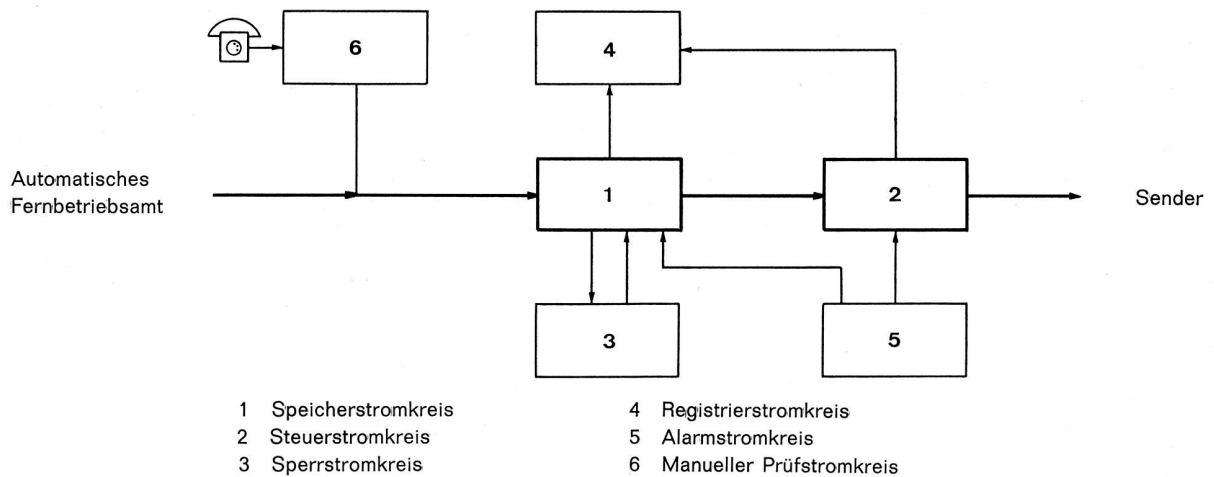 6
4
Automatisches
Fernbetriebsamt
1
2
Sender
3
5
1 Speicherstromkreis
2 Steuerstromkreis
3 Sperrstromkreis
4 Registrierstromkreis
5 Alarmstromkreis
6 Manueller Prüfstromkreis